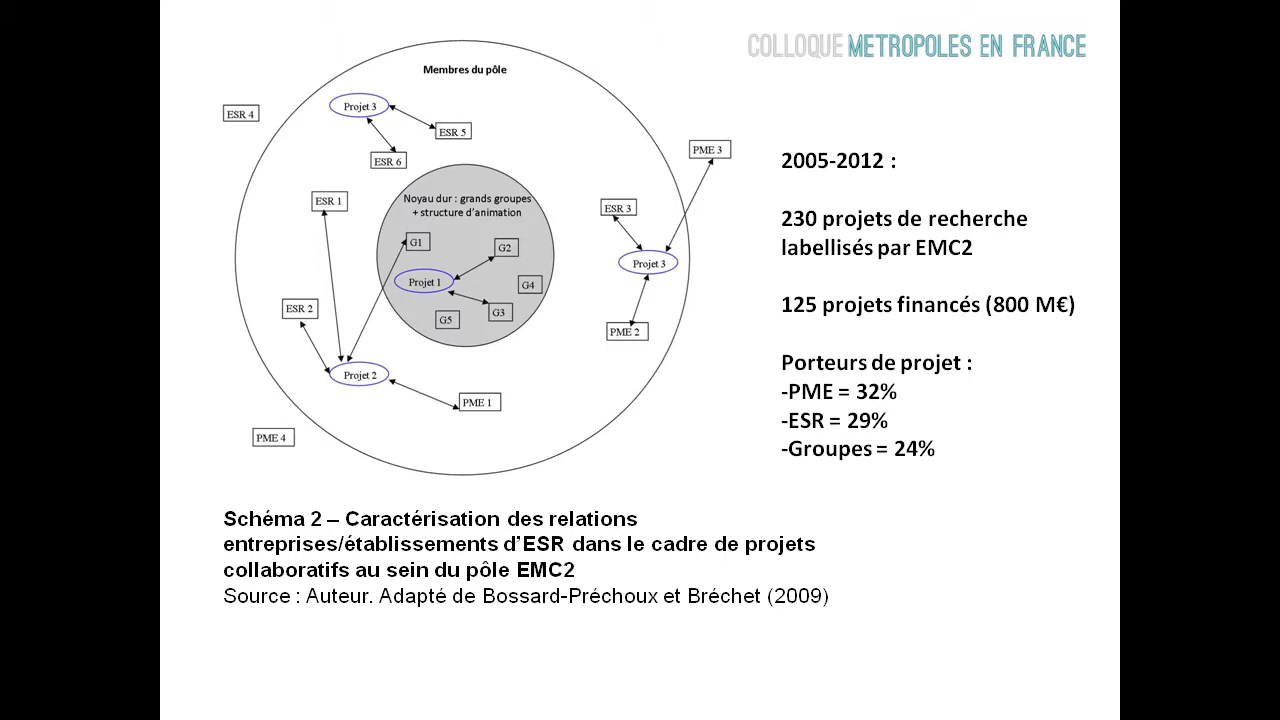 COLLOQUE METROPOLES EN FRANCE
Membres du pôle
ESR 4
Projet 3
ESR 5
ESR 6
PME 3
ESR 1
Noyau dur : grands groupes
+ structure d'animation
ESR 3
G1
G2
Projet 3
Projet 1
G4
ESR 2
G3
G5
PME 2
Projet 2
PME 1
PME 4
2005-2012 :
230 projets de recherche
labellisés par EMC2
125 projets financés (800 M€)
Porteurs de projet :
-PME = 32%
-ESR = 29%
-Groupes = 24%
Schéma 2 – Caractérisation des relations
entreprises/établissements d'ESR dans le cadre de projets
collaboratifs au sein du pôle EMC2
Source : Auteur. Adapté de Bossard-Préchoux et Bréchet (2009)